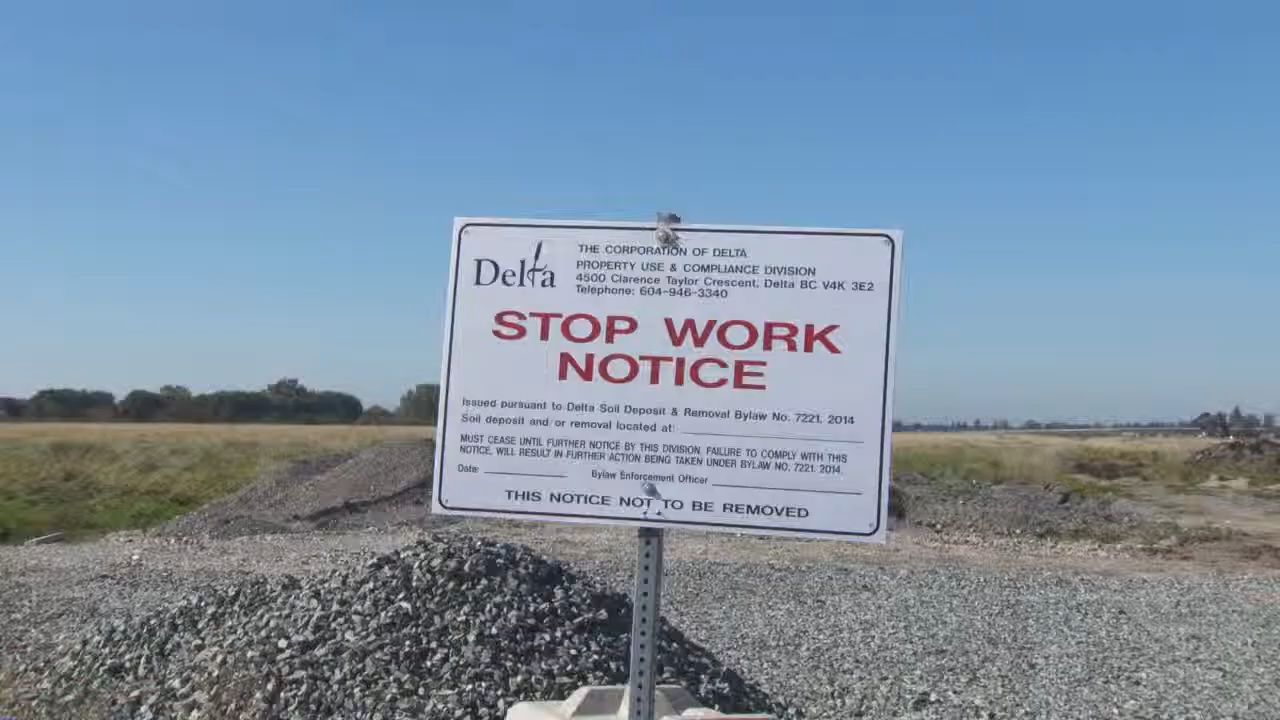 Delta
THE CORPORATION OF DELTA
PROPERTY USE & COMPLIANCE DIVISION
4500 Clarence Taylor Crescent, Delta BC V4K 3E2
Telephone: 604-946-3340
STOP WORK
NOTICE
Issued pursuant to Delta Soil Deposit & Removal Bylaw No. 7221, 2014
Soil deposit and or removal located at:
MUST CEASE UNTIL FURTHER NOTICE BY THIS DIVISION. FAILURE TO COMPLY WITH THIS
NOTICE, WILL RESULT IN FURTHER ACTION BEING TAKEN UNDER BYLAW NO. 7221, 2014.
Date: Bylaw Enforcement Officer
THIS NOTICE NOT TO BE REMOVED